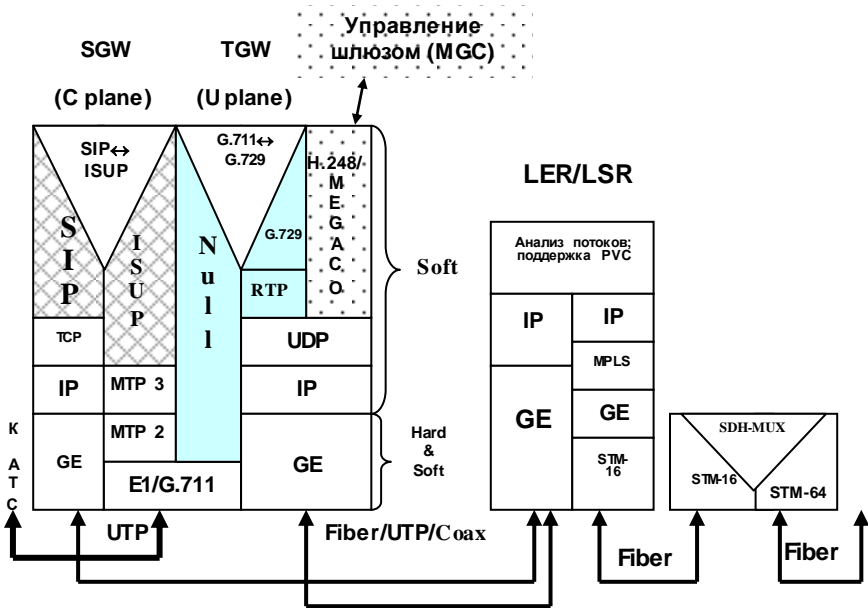 Управление
шлюзом (MGC)
SGW
TGW
(C plane)
(U plane)
SIP↔
ISUP
G.711↔
G.729
H.248/
M
E
G
A
C
O
S
I
P
I
S
U
P
N
u
l
l
G.729
RTP
TCP
UDP
IP
MTP 3
IP
MTP 2
GE
GE
E1/G.711
Soft
Hard
&
Soft
К
А
Т
С
UTP
Fiber/UTP/Coax
LER/LSR
Анализ потоков;
поддержка PVC
IP
IP
MPLS
GE
GE
STM-
16
SDH-MUX
STM-16
STM-64
Fiber
Fiber